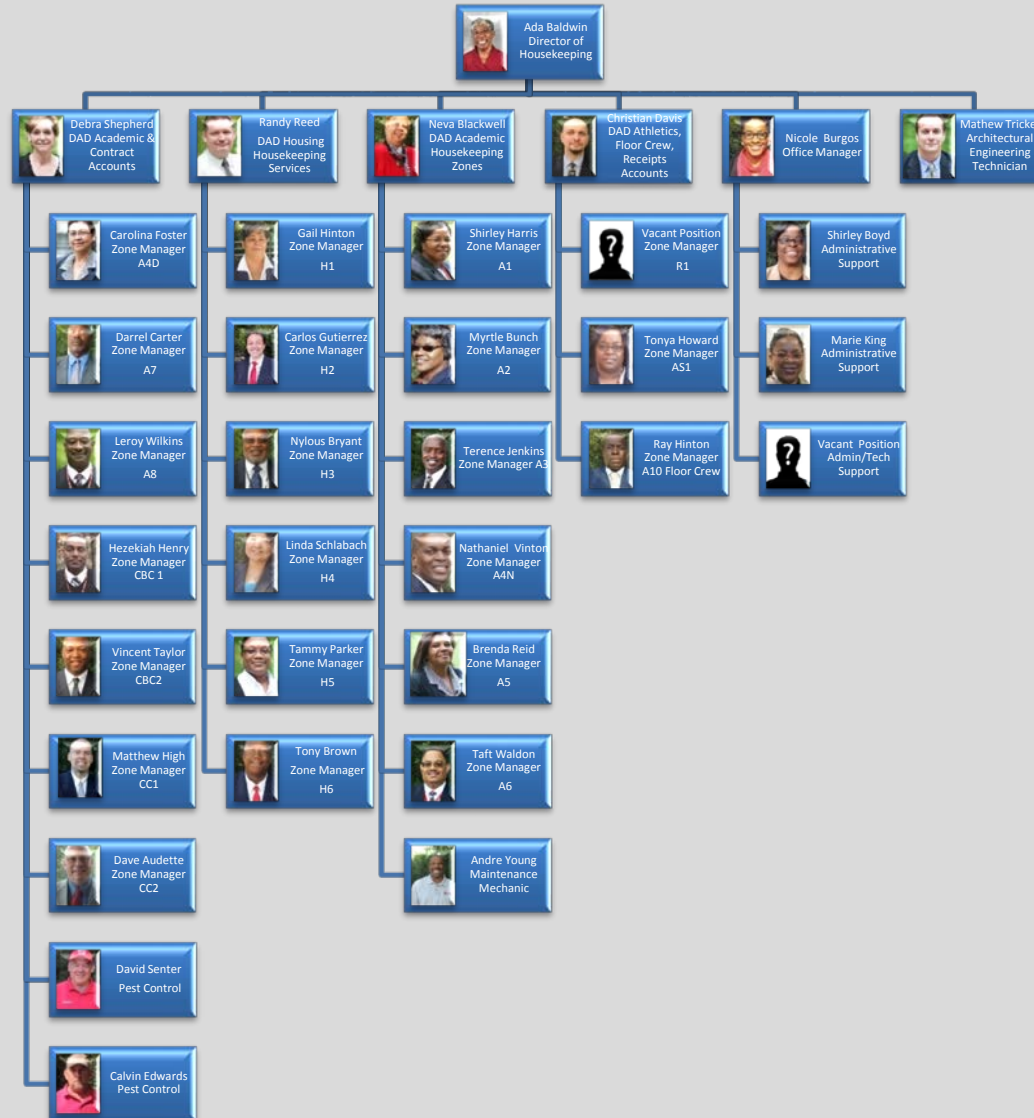 Ada Baldwin
Director of
Housekeeping
Debra Shepherd
DAD Academic &
Contract
Accounts
Randy Reed
DAD Housing
Housekeeping
Services
Neva Blackwell
DAD Academic
Housekeeping
Zones
Christian Davis
DAD Athletics,
Floor Crew,
Receipts
Accounts
Nicole Burgos
Office Manager
Mathew
Architectural
Engineering
Technician
Carolina Foster
Zone Manager
A4D
Darrel Carter
Zone Manager
A7
Leroy Wilkins
Zone Manager
A8
Hezekiah Henry
Zone Manager
CBC 1
Vincent Taylor
Zone Manager
CBC2
Matthew High
Zone Manager
CC1
Dave Audette
Zone Manager
CC2
David Senter
Pest Control
Calvin Edwards
Pest Control
Gail Hinton
Zone Manager
H1
Carlos Gutierrez
Zone Manager
H2
Nylous Bryant
Zone Manager
H3
Linda Schlabach
Zone Manager
H4
Tammy Parker
Zone Manager
H5
Tony Brown
Zone Manager
H6
Shirley Harris
Zone Manager
A1
Myrtle Bunch
Zone Manager
A2
Terence Jenkins
Zone Manager A3
Nathaniel Vinton
Zone Manager
A4N
Brenda Reid
Zone Manager
A5
Taft Waldon
Zone Manager
A6
Andre Young
Maintenance
Mechanic
Vacant Position
Zone Manager
R1
Tonya Howard
Zone Manager
AS1
Ray Hinton
Zone Manager
A10 Floor Crew
Shirley Boyd
Administrative
Support
Marie King
Administrative
Support
Vacant Position
Admin/Tech
Support